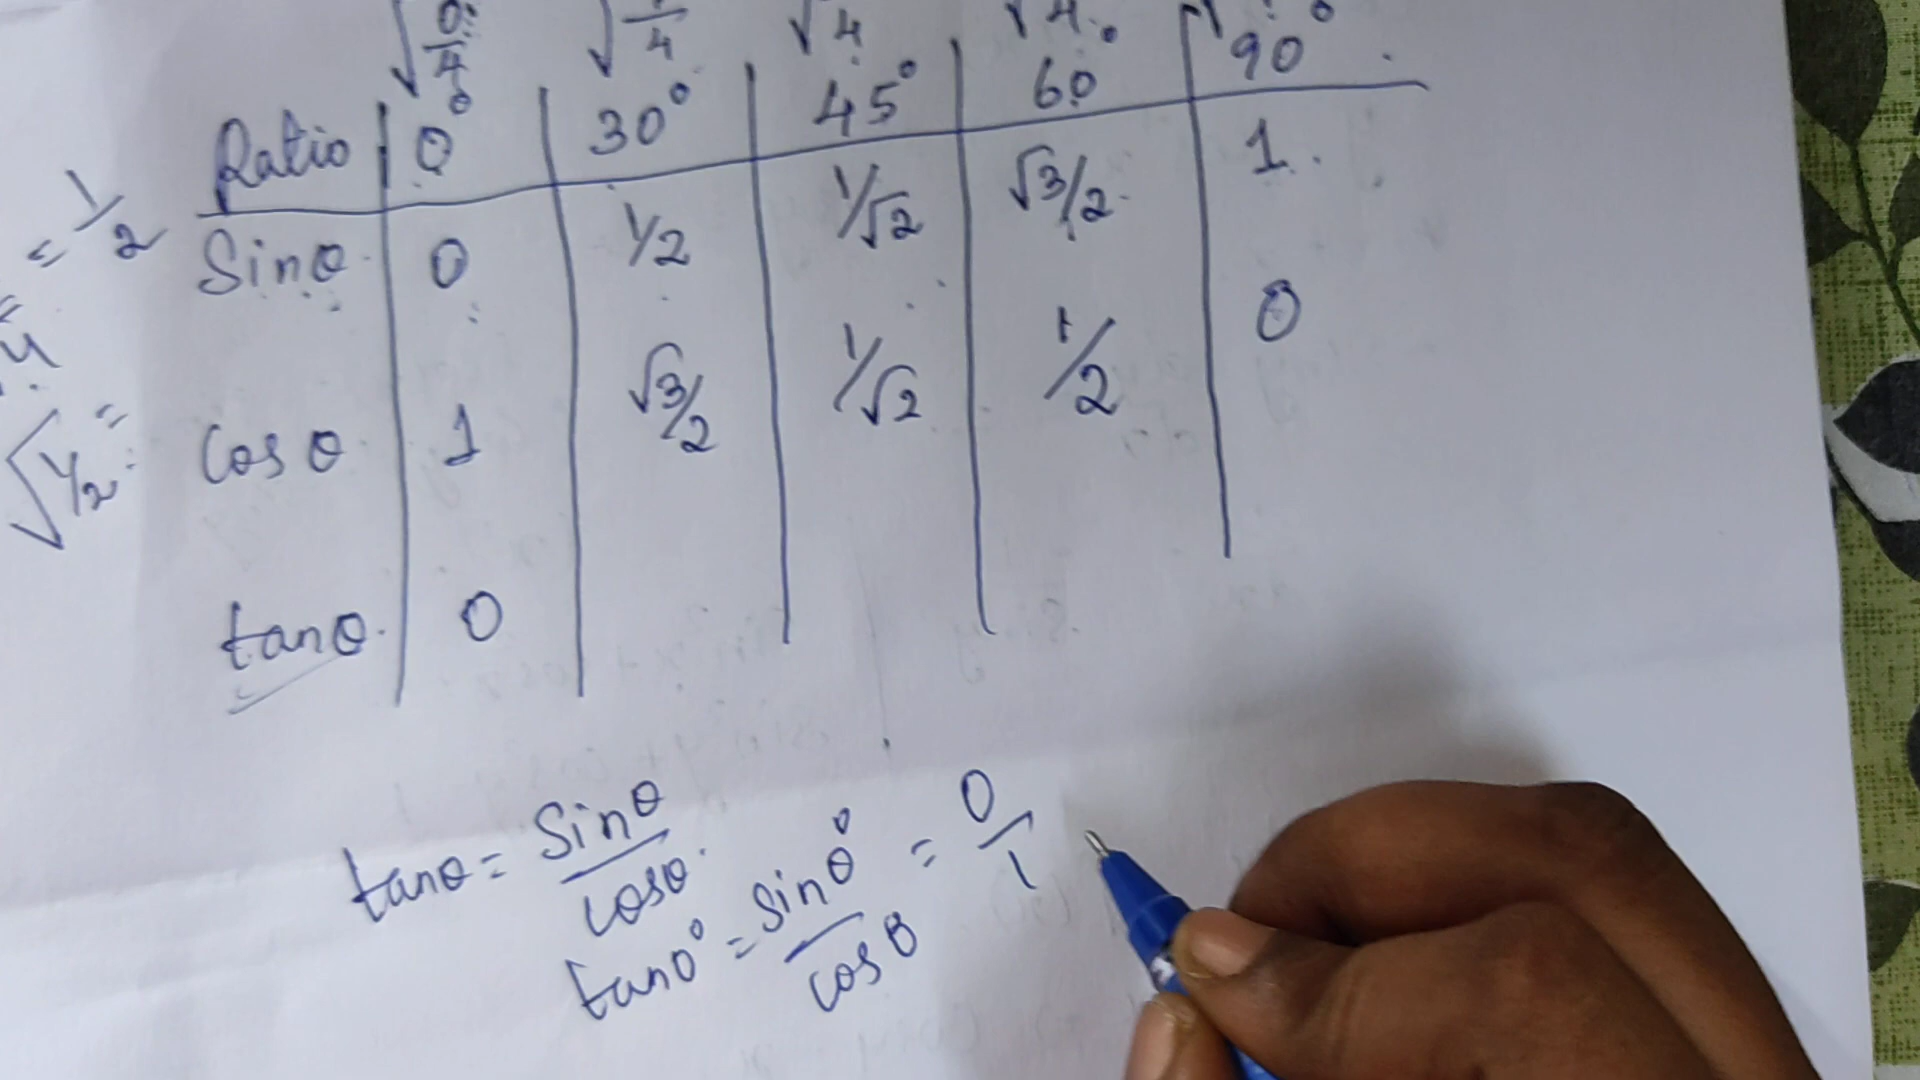 √0/4 √1/4 √4 √4
Ratio 0° 30° 45° 60 90°
= 1/2
Sinθ 0 1/2 1/√2 √3/2 1
√1/2 =
Cosθ 1 √3/2 1/√2 1/2 0
tanθ 0
tanθ = Sinθ/cosθ
tan0° = Sin0°/cos0 = 0/1